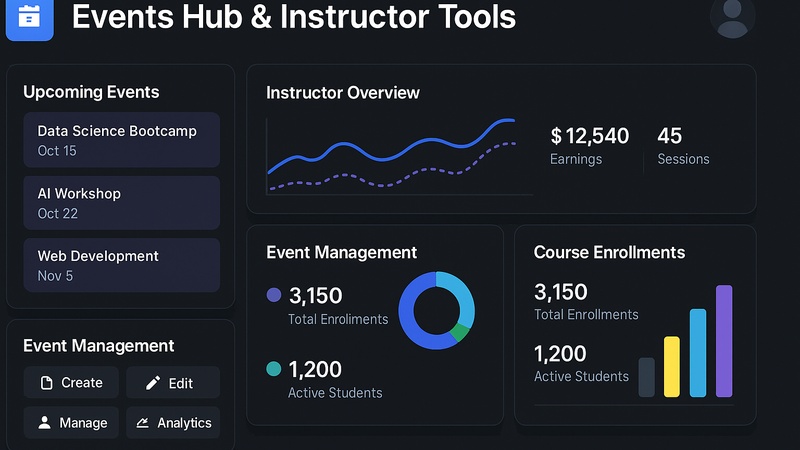 Events Hub & Instructor Tools
Upcoming Events
Data Science Bootcamp
Oct 15
AI Workshop
Oct 22
Web Development
Nov 5
Event Management
Create
Edit
Manage
Analytics
Instructor Overview
$ 12,540
Earnings
45
Sessions
Event Management
3,150
Total Enroliments
1,200
Active Students
Course Enrollments
3,150
Total Enrollments
1,200
Active Students